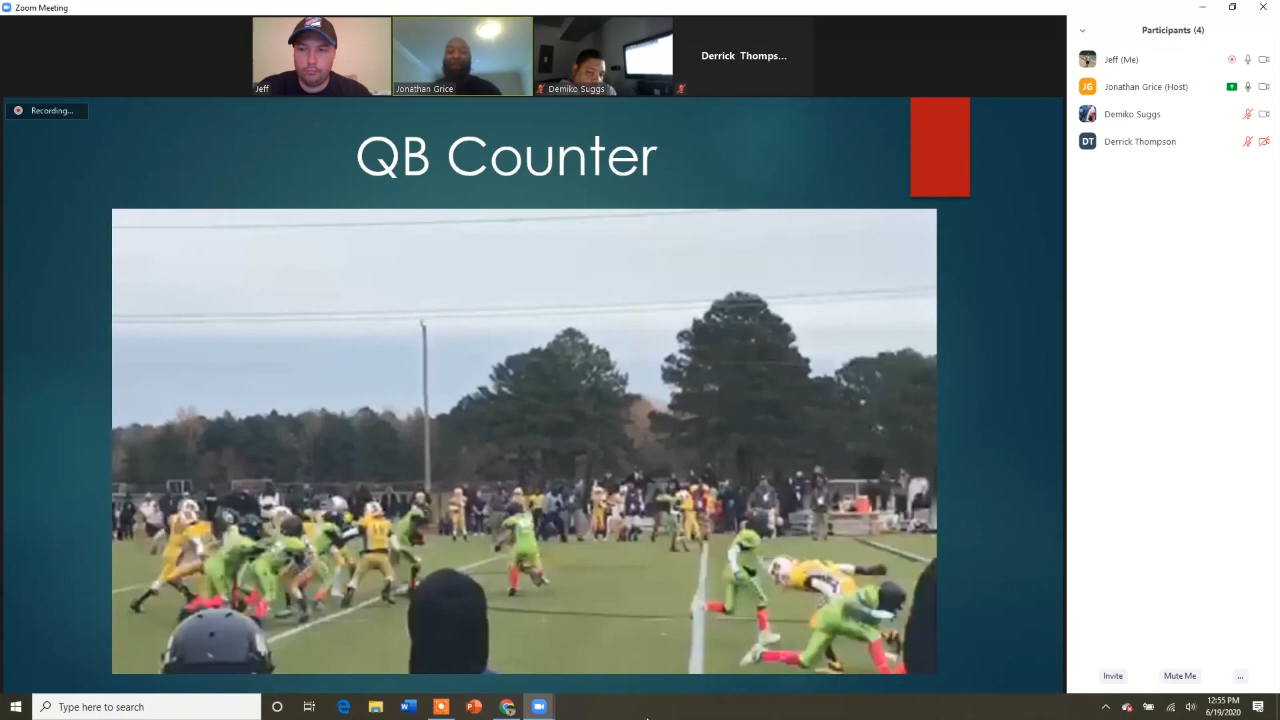 Zoom Meeting
Jeff
Jonathan Grice
Demiko Suggs
Derrick Thomps...
Recording...
QB Counter
Participants (4)
Jeff (Me)
JG Jonathan Grice (Host)
Demiko Suggs
DT Derrick Thompson
Invite Mute Me ...
Type here to search
12:55 PM
6/19/2020